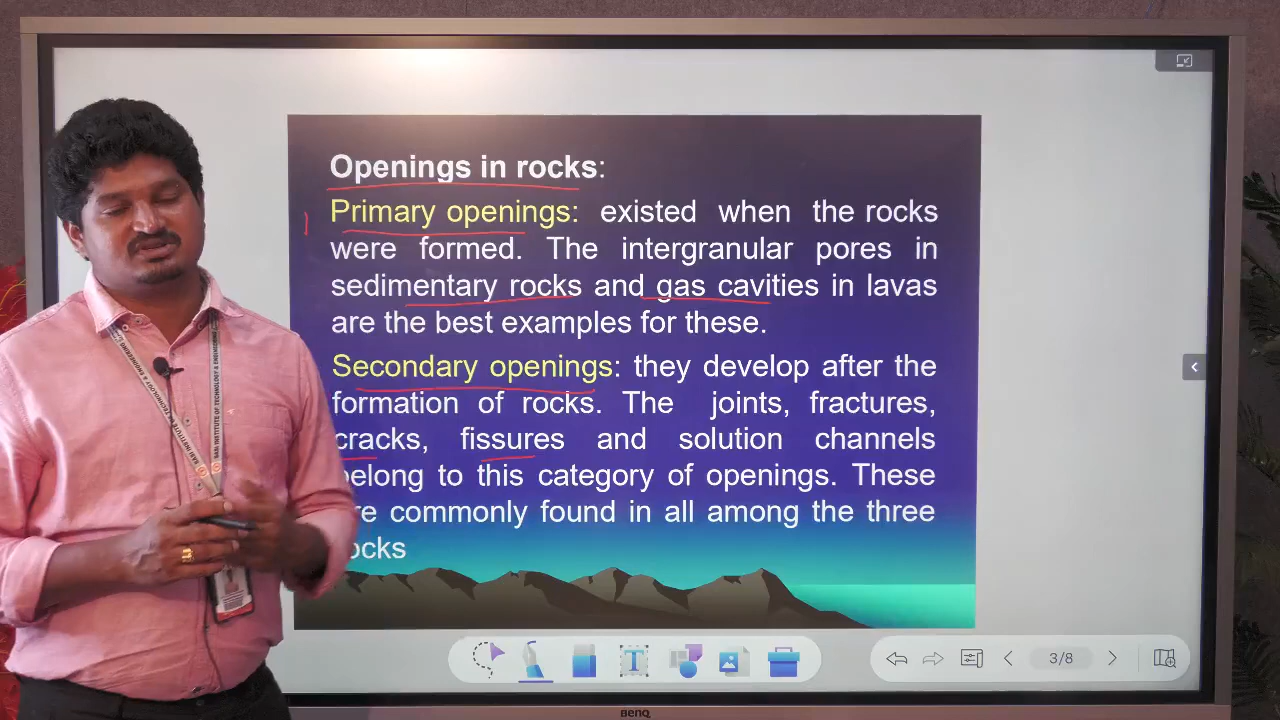 Openings in rocks:
Primary openings: existed when the rocks
were formed. The intergranular pores in
sedimentary rocks and gas cavities in lavas
are the best examples for these.
Secondary openings: they develop after the
formation of rocks. The joints, fractures,
cracks, fissures and solution channels
belong to this category of openings. These
are commonly found in all among the three
rocks
T
3/8
BENQ